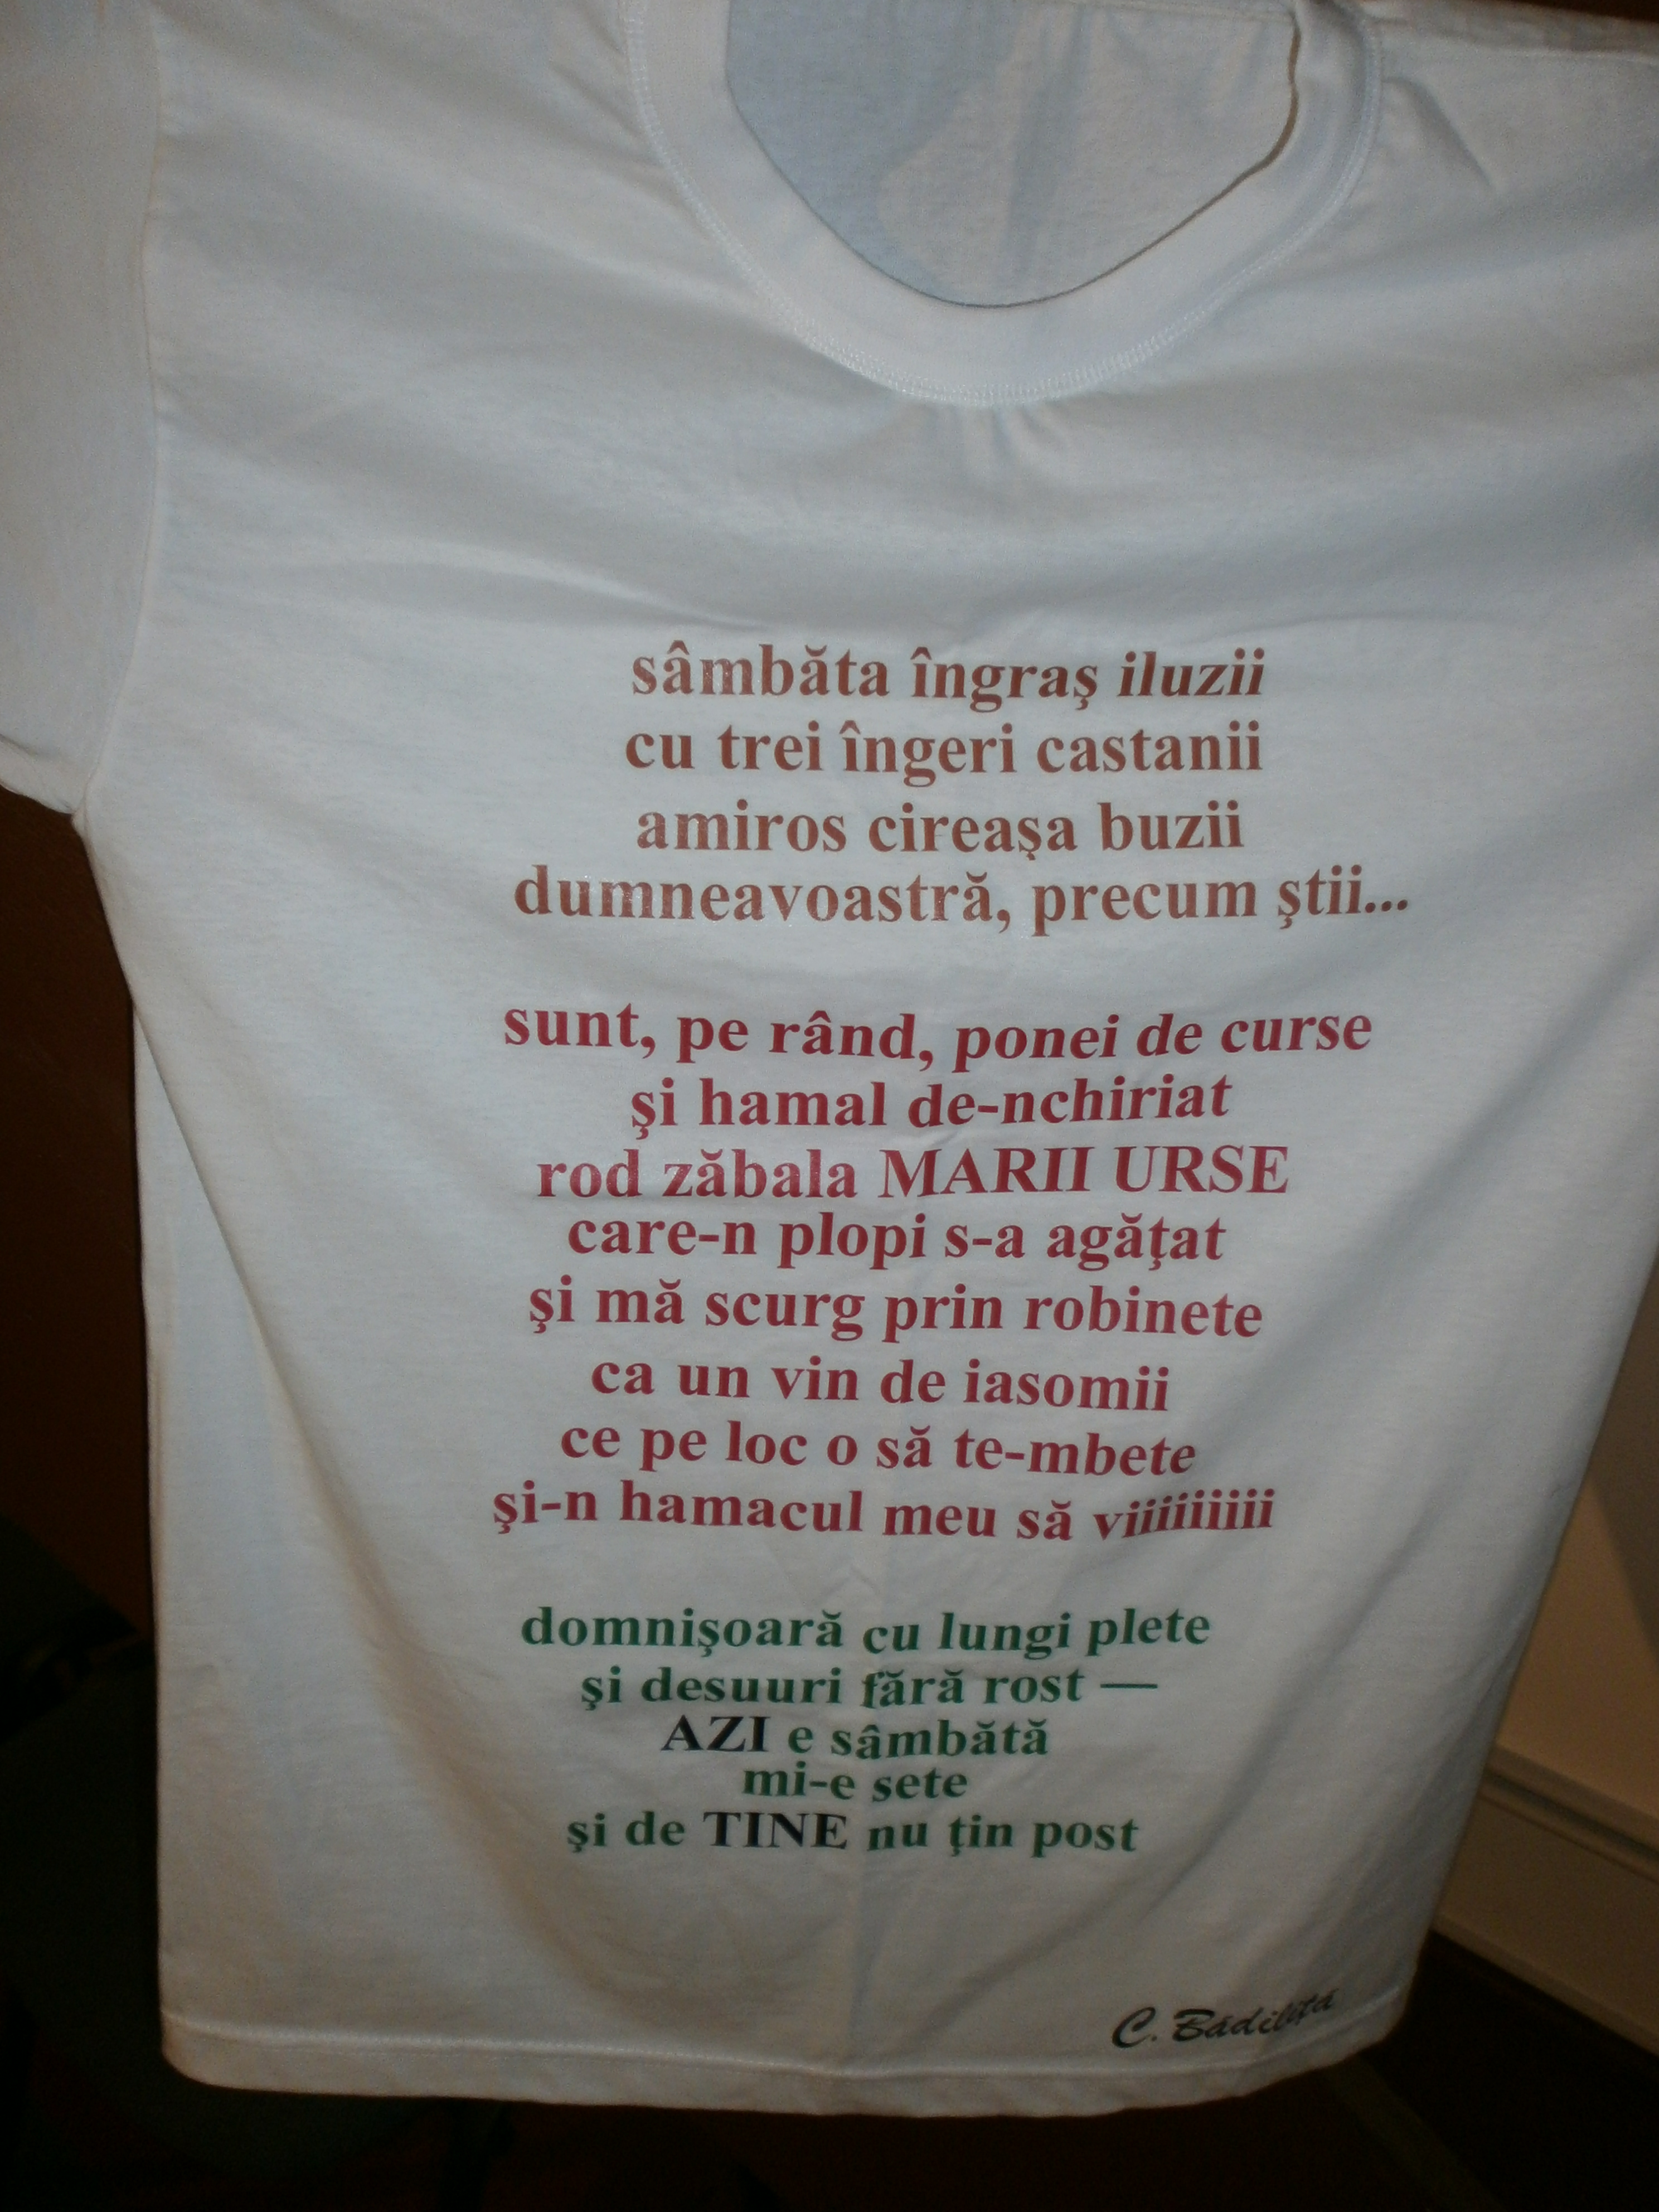 sâmbăta îngraş iluzii
cu trei îngeri castanii
amiros cireaşa buzii
dumneavoastră, precum ştii...
sunt, pe rând, ponei de curse
şi hamal de-nchiriat
rod zăbala MARII URSE
care-n plopi s-a agăţat
şi mă scurg prin robinete
ca un vin de iasomii
ce pe loc o să te-mbete
şi-n hamacul meu să viiiiiiiii
domnişoară cu lungi plete
şi desuuri fără rost —
AZI e sâmbătă
mi-e sete
şi de TINE nu ţin post
C. Badiliţa